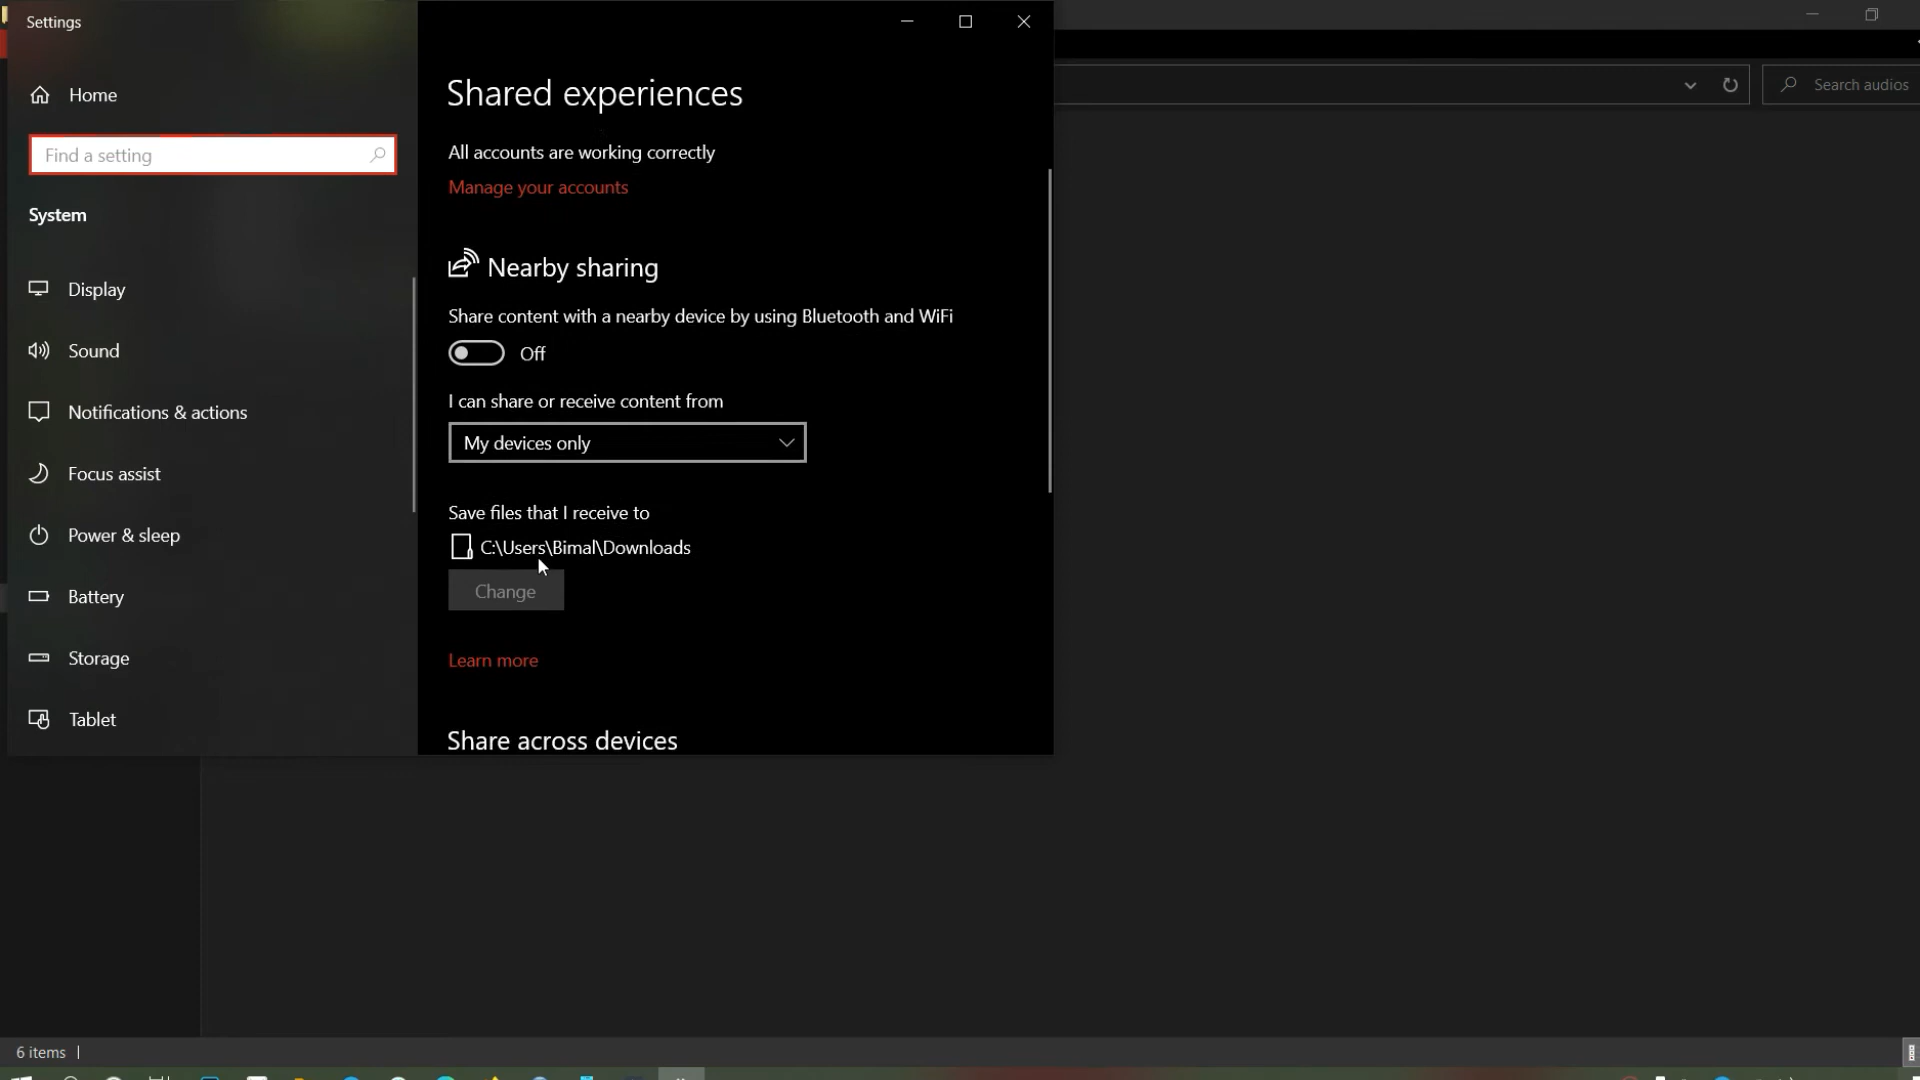 Settings
Home
Find a setting
System
Display
Sound
Notifications & actions
Focus assist
Power & sleep
Battery
Storage
Tablet
Shared experiences
All accounts are working correctly
Manage your accounts
Nearby sharing
Share content with a nearby device by using Bluetooth and WiFi
Off
I can share or receive content from
My devices only
Save files that I receive to
C:\Users\Bimal\Downloads
Change
Learn more
Share across devices
Search audios
6 items